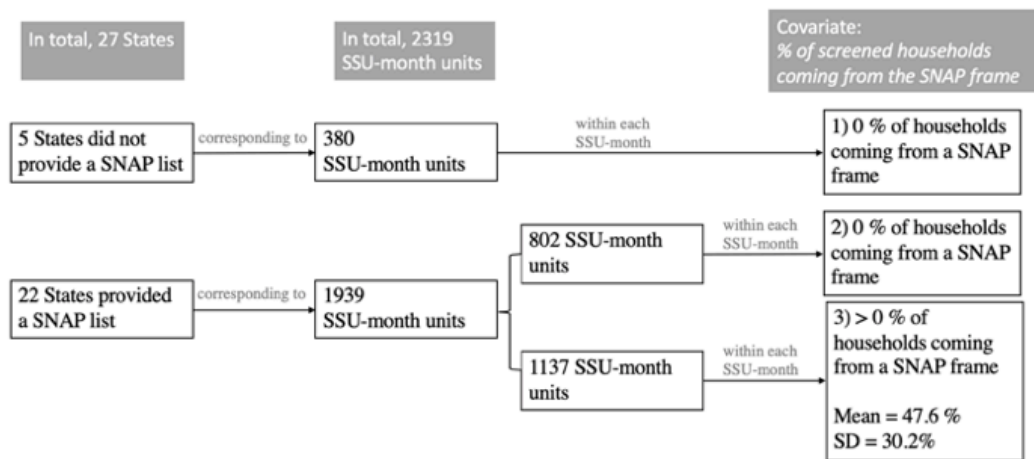 In total, 27 States
In total, 2319
SSU-month units
Covariate:
% of screened households
coming from the SNAP frame
5 States did not
provide a SNAP list
corresponding to
380
SSU-month units
within each
SSU-month
1) 0 % of households
coming from a SNAP
frame
22 States provided
a SNAP list
corresponding to
1939
SSU-month units
802 SSU-month
units
within each
SSU-month
2) 0 % of households
coming from a SNAP
frame
1137 SSU-month
units
within each
SSU-month
3) > 0 % of
households coming
from a SNAP frame
Mean = 47.6 %
SD = 30.2%